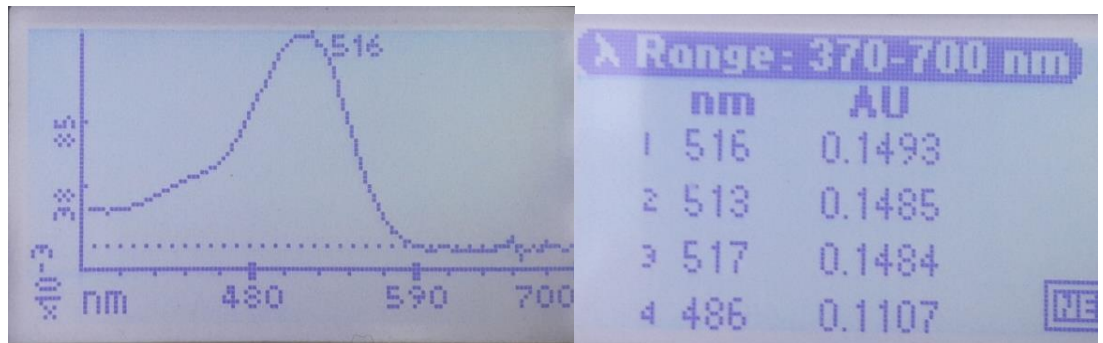 516
85
38
x10-3
nm 480 590 700
λ Range: 370-700 nm
nm AU
1 516 0.1493
2 513 0.1485
3 517 0.1484
4 486 0.1107
NE